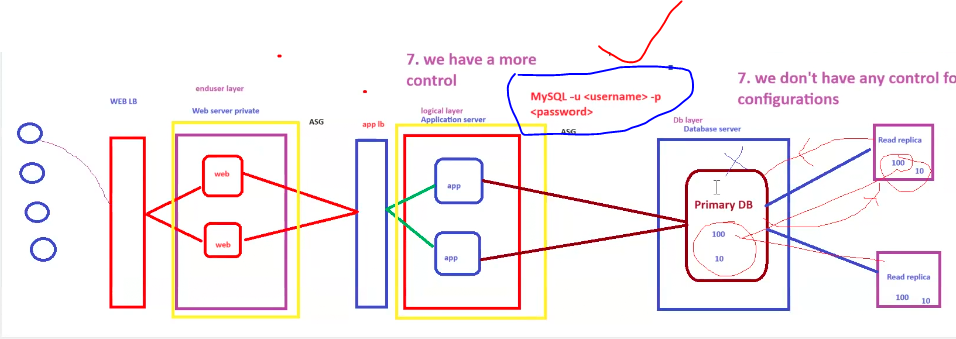 7. we have a more
control
7. we don't have any control fo
configurations
MySQL -u <username> -p
<password>
enduser layer
WEB LB
Web server private
ASG
app lb
logical layer
Application server
ASG
Db layer
Database server
Read replica
100
10
web
app
Primary DB
100
10
web
app
Read replica
100
10